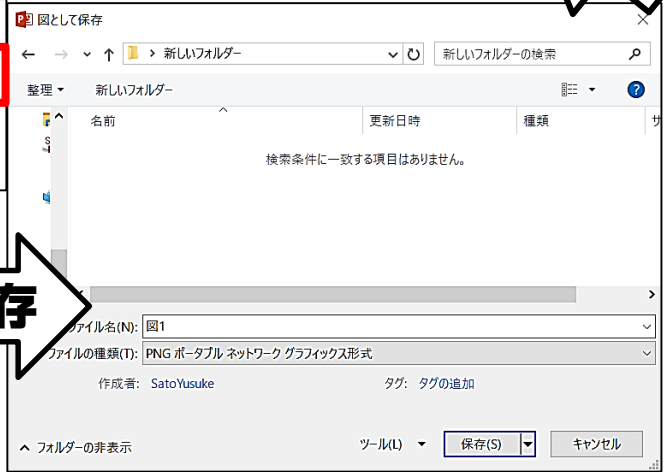 図として保存
新しいフォルダー
新しいフォルダーの検索
整理
新しいフォルダー
名前
更新日時
種類
検索条件に一致する項目はありません。
存
ァイル名(N):
図1
ファイルの種類(T):
PNG ポータブル ネットワーク グラフィックス形式
作成者:
SatoYusuke
タグ:
タグの追加
フォルダーの非表示
ツール(L)
保存(S)
キャンセル